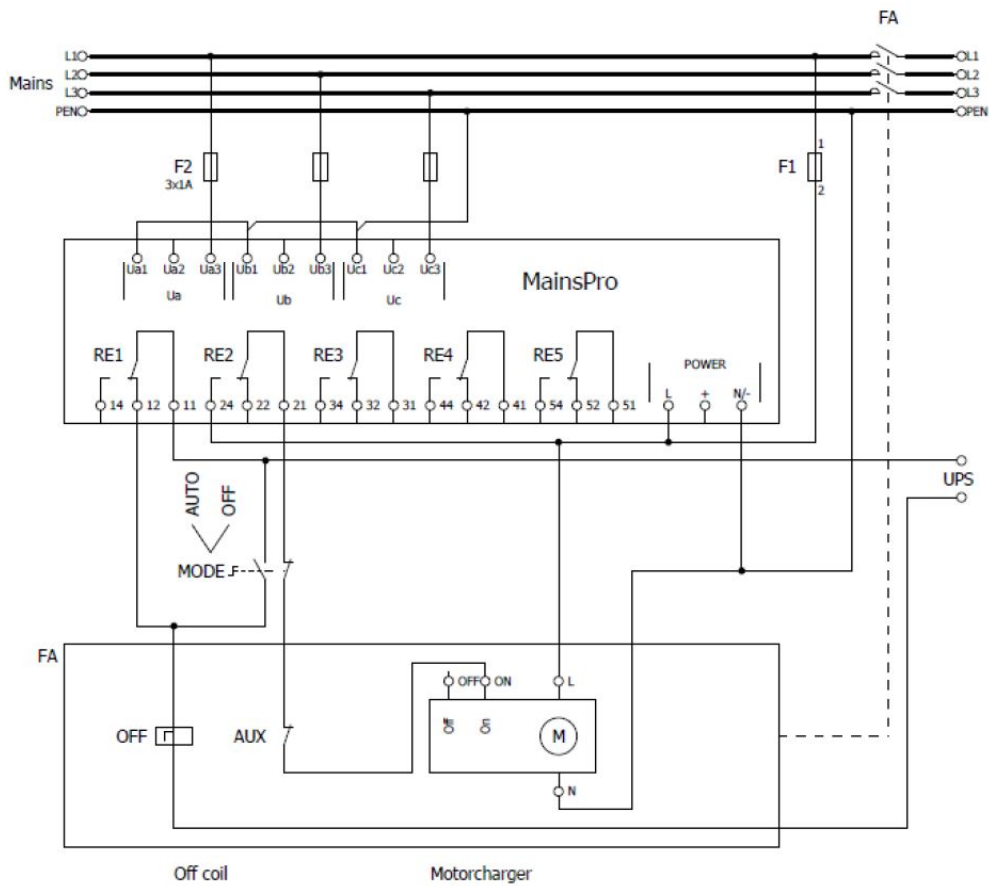 FA
L1 L1
Mains L2 L2
L3 L3
PEN PEN
F2
3x1A
F1
1
2
Ua1 Ua2 Ua3 Ub1 Ub2 Ub3 Uc1 Uc2 Uc3
Ua Ub Uc
MainsPro
RE1 RE2 RE3 RE4 RE5
POWER
L + N/-
14 12 11 24 22 21 34 32 31 44 42 41 54 52 51
UPS
AUTO
OFF
MODE
FA
OFF ON L
Off On
OFF AUX M
N
Off coil Motorcharger